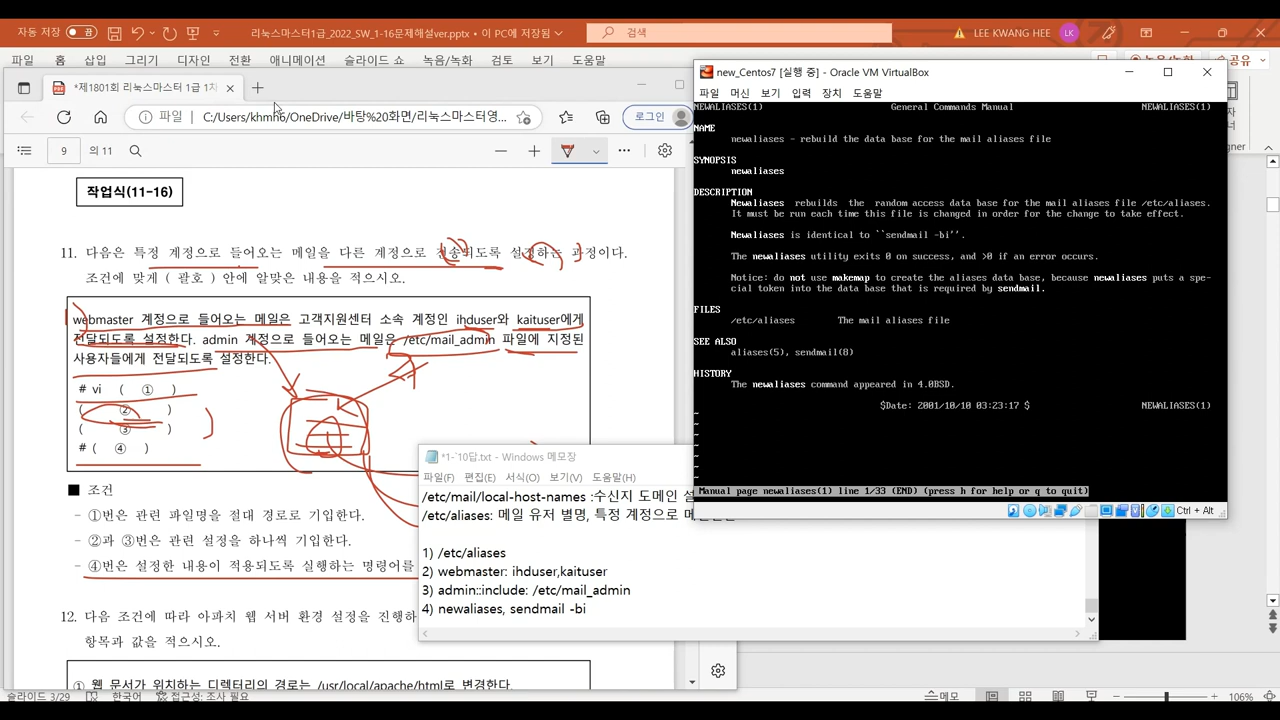 자동 저장 끔
리눅스마스터1급_2022_SW_1-16문제해설ver.pptx • 이 PC에 저장됨
검색
LEE KWANG HEE LK
파일 홈 삽입 그리기 디자인 전환 애니메이션 슬라이드 쇼 녹음/녹화 검토 보기 도움말
공유
*제1801회 리눅스마스터 1급 1차
파일 C:/Users/khmh6/OneDrive/바탕%20화면/리눅스마스터영...
로그인
9 의 11
작업식(11-16)
11. 다음은 특정 계정으로 들어오는 메일을 다른 계정으로 전송되도록 설정하는 과정이다.
조건에 맞게 ( 괄호 ) 안에 알맞은 내용을 적으시오.
webmaster 계정으로 들어오는 메일은 고객지원센터 소속 계정인 ihduser와 kaituser에게
전달되도록 설정한다. admin 계정으로 들어오는 메일은 /etc/mail_admin 파일에 지정된
사용자들에게 전달되도록 설정한다.
# vi ( ① )
( ② )
( ③ )
# ( ④ )
■ 조건
- ①번은 관련 파일명을 절대 경로로 기입한다.
- ②과 ③번은 관련 설정을 하나씩 기입한다.
- ④번은 설정한 내용이 적용되도록 실행하는 명령어를
12. 다음 조건에 따라 아파치 웹 서버 환경 설정을 진행하
항목과 값을 적으시오.
① 웹 문서가 위치하는 디렉터리의 경로는 /usr/local/apache/html로 변경한다.
new_Centos7 [실행 중] - Oracle VM VirtualBox
파일 머신 보기 입력 장치 도움말
NEWALIASES(1) General Commands Manual NEWALIASES(1)
NAME
newaliases - rebuild the data base for the mail aliases file
SYNOPSIS
newaliases
DESCRIPTION
Newaliases rebuilds the random access data base for the mail aliases file /etc/aliases.
It must be run each time this file is changed in order for the change to take effect.
Newaliases is identical to ``sendmail -bi''.
The newaliases utility exits 0 on success, and >0 if an error occurs.
Notice: do not use makemap to create the aliases data base, because newaliases puts a spe-
cial token into the data base that is required by sendmail.
FILES
/etc/aliases The mail aliases file
SEE ALSO
aliases(5), sendmail(8)
HISTORY
The newaliases command appeared in 4.0BSD.
$Date: 2001/10/10 03:23:17 $ NEWALIASES(1)
~
~
~
~
~
~
~
Manual page newaliases(1) line 1/33 (END) (press h for help or q to quit)
Ctrl + Alt
*1-`10답.txt - Windows 메모장
파일(F) 편집(E) 서식(O) 보기(V) 도움말(H)
/etc/mail/local-host-names :수신지 도메인 설
/etc/aliases: 메일 유저 별명, 특정 계정으로
1) /etc/aliases
2) webmaster: ihduser,kaituser
3) admin::include: /etc/mail_admin
4) newaliases, sendmail -bi
슬라이드 3/29 한국어 접근성: 조사 필요
메모
106%